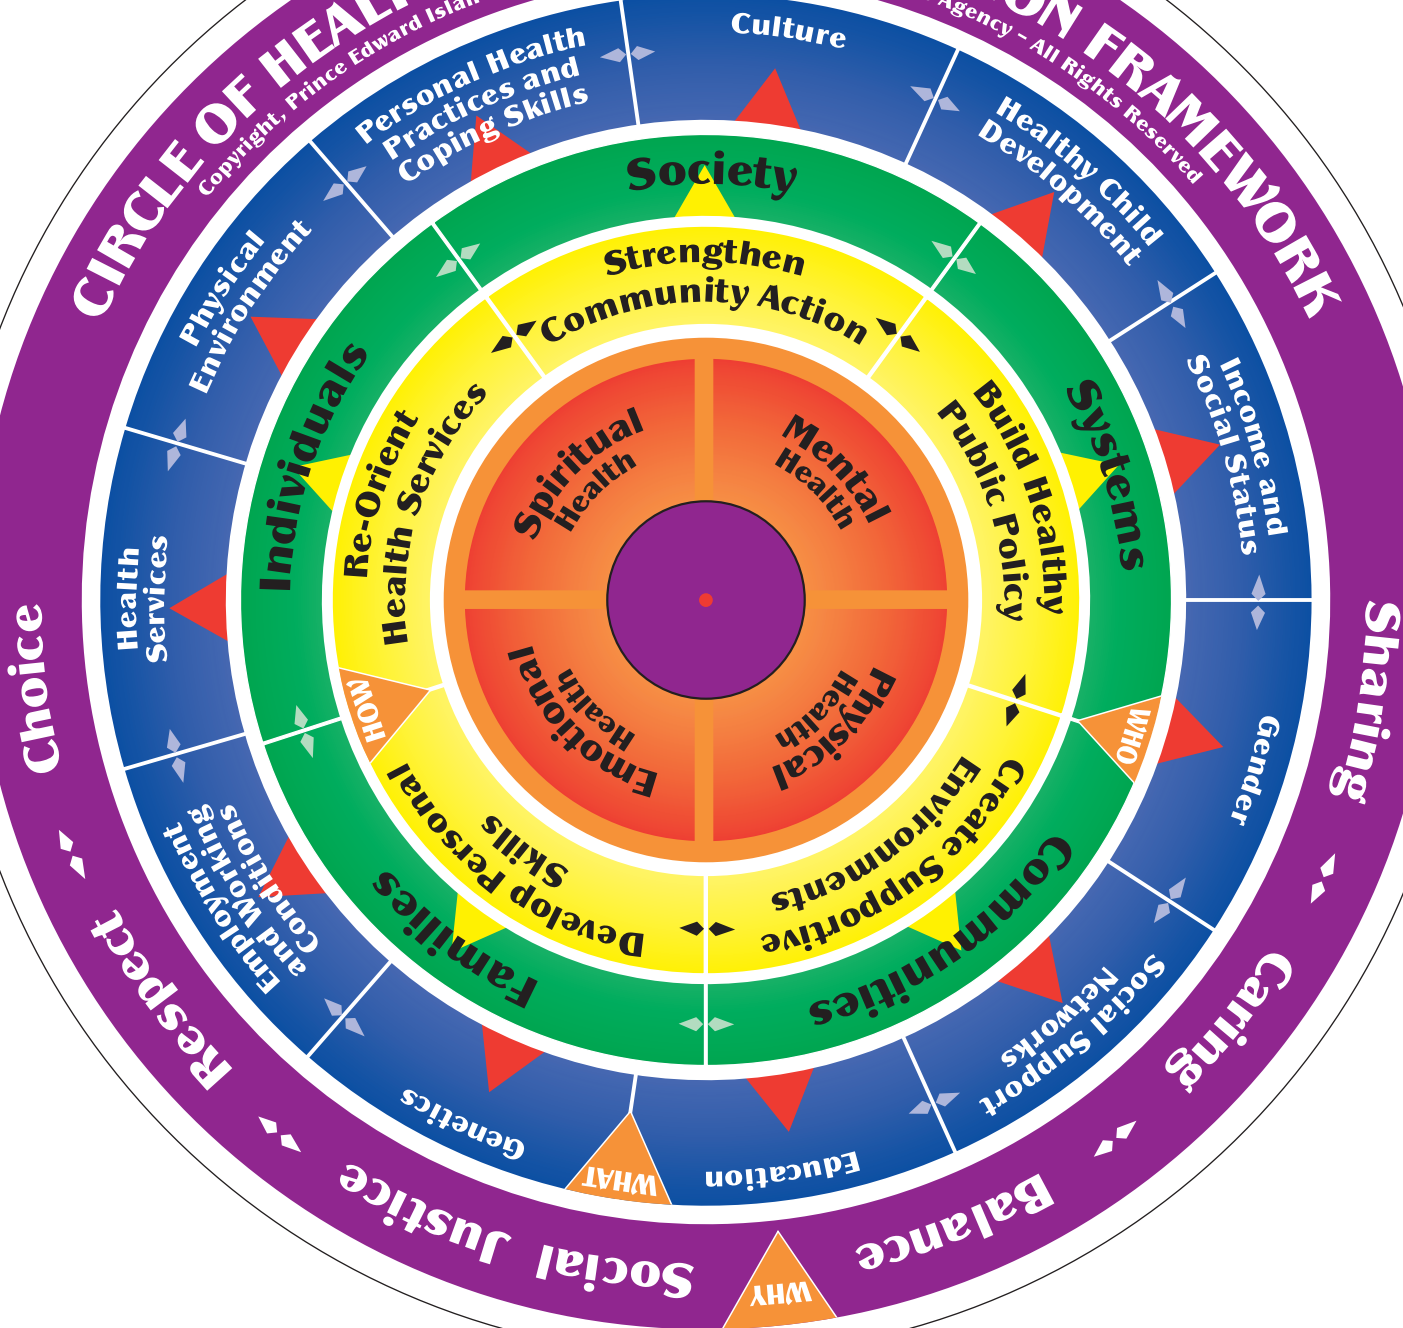 CIRCLE OF HEAL
ON FRAMEWORK
Copyright, Prince Edward
Agency – All Rights Reserved
Culture
Healthy Child
Development
Income and
Social Status
Gender
Social Support
Networks
Education
WHAT
Genetics
Employment
and Working
Conditions
Health
Services
Physical
Environment
Personal Health
Practices and
Coping Skills
Society
Systems
WHO
Communities
Families
Individuals
Strengthen
Community Action
Build Healthy
Public Policy
Create Supportive
Environments
Develop Personal
Skills
HOW
Re-Orient
Health Services
Spiritual
Health
Mental
Health
Physical
Health
Emotional
Health
Sharing
Caring
Balance
WHY
Social Justice
Respect
Choice